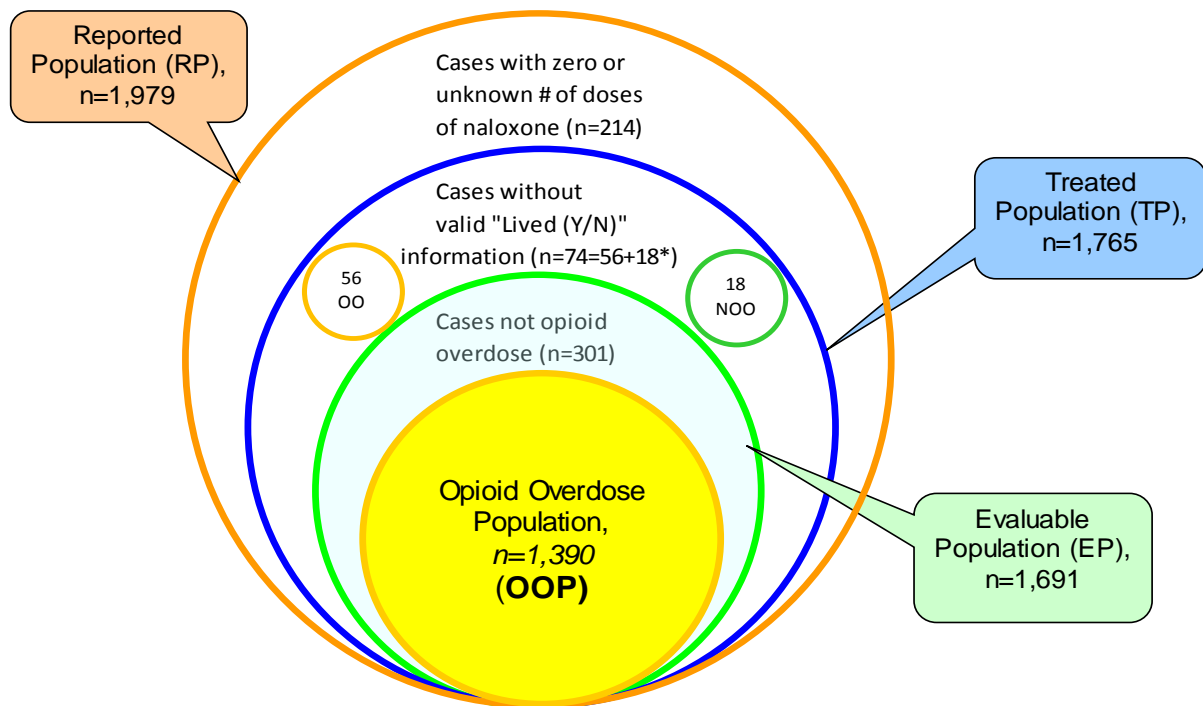 Reported
Population (RP),
n=1,979
Cases with zero or
unknown # of doses
of naloxone (n=214)
Treated
Population (TP),
n=1,765
Cases without
valid "Lived (Y/N)"
information (n=74=56+18*)
56
OO
18
NOO
Cases not opioid
overdose (n=301)
Opioid Overdose
Population,
n=1,390
(OOP)
Evaluable
Population (EP),
n=1,691